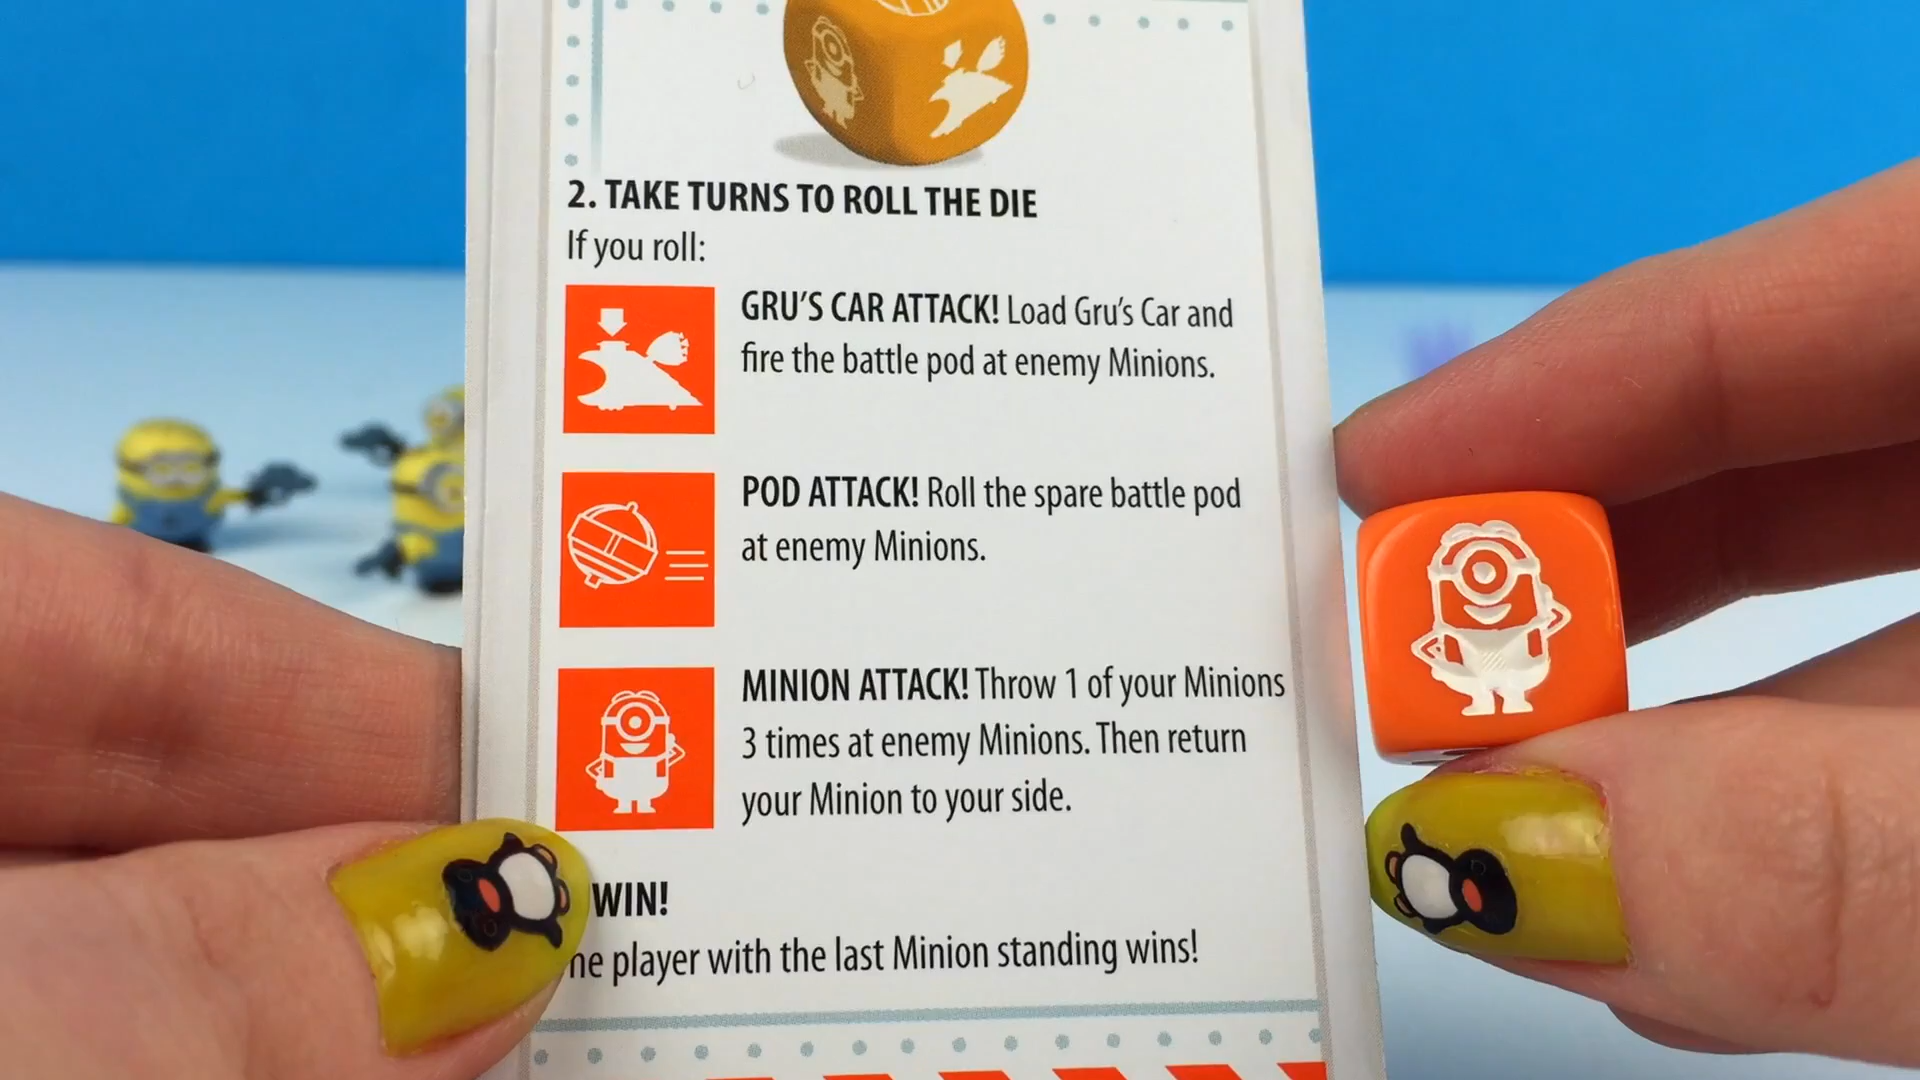 2. TAKE TURNS TO ROLL THE DIE
If you roll:
GRU'S CAR ATTACK! Load Gru's Car and
fire the battle pod at enemy Minions.
POD ATTACK! Roll the spare battle pod
at enemy Minions.
MINION ATTACK! Throw 1 of your Minions
3 times at enemy Minions. Then return
your Minion to your side.
WIN!
player with the last Minion standing wins!